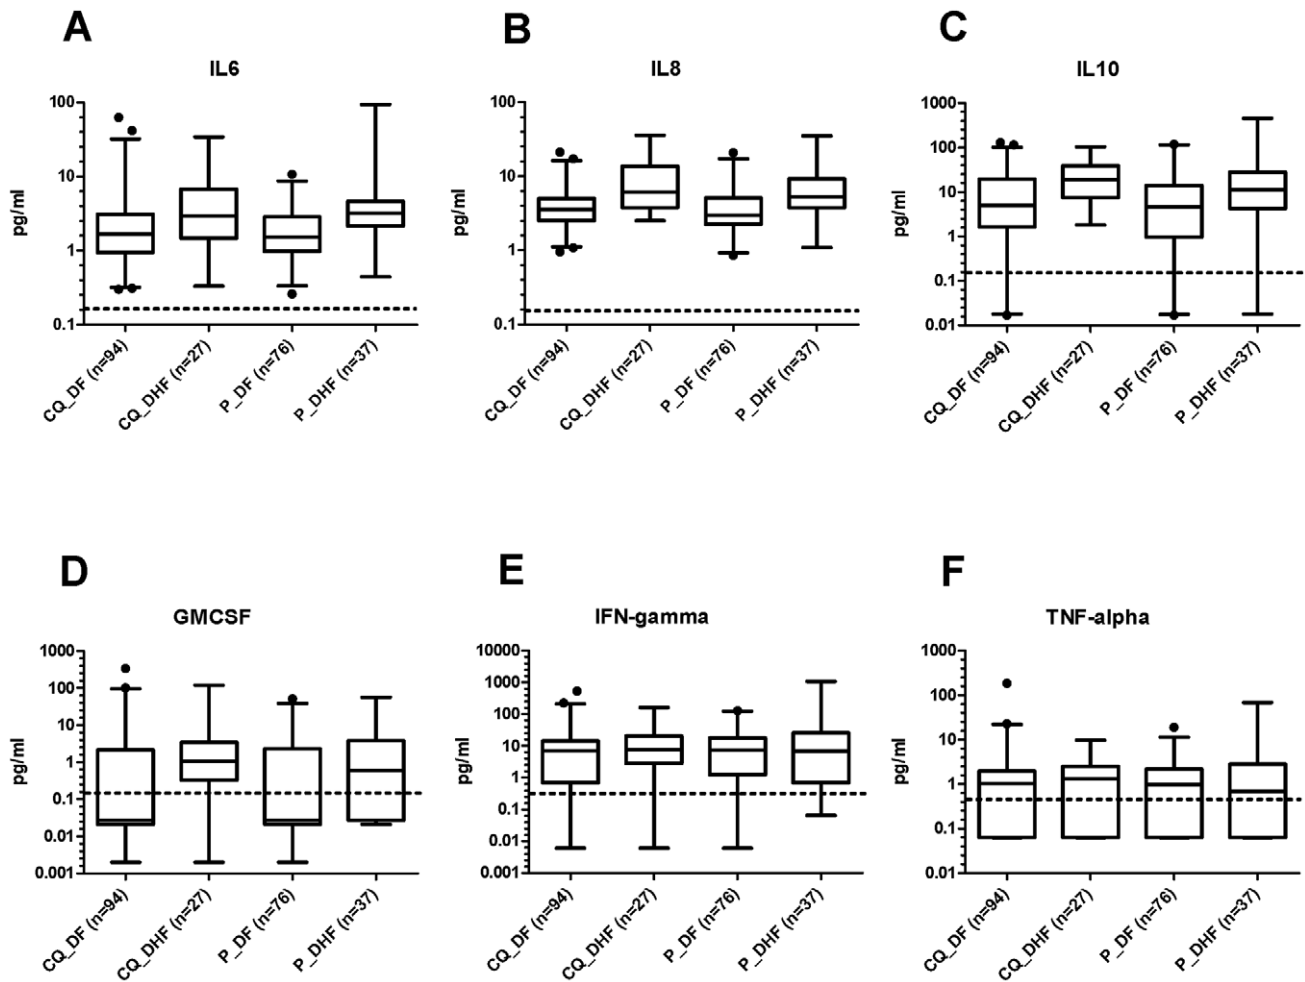 A
IL6
100
10
1
0.1
pg/ml
CQ_DF (n=94)
CQ_DHF (n=27)
P_DF (n=76)
P_DHF (n=37)
B
IL8
100
10
1
0.1
pg/ml
CQ_DF (n=94)
CQ_DHF (n=27)
P_DF (n=76)
P_DHF (n=37)
C
IL10
1000
100
10
1
0.1
0.01
pg/ml
CQ_DF (n=94)
CQ_DHF (n=27)
P_DF (n=76)
P_DHF (n=37)
D
GMCSF
1000
100
10
1
0.1
0.01
0.001
pg/ml
CQ_DF (n=94)
CQ_DHF (n=27)
P_DF (n=76)
P_DHF (n=37)
E
IFN-gamma
10000
1000
100
10
1
0.1
0.01
0.001
pg/ml
CQ_DF (n=94)
CQ_DHF (n=27)
P_DF (n=76)
P_DHF (n=37)
F
TNF-alpha
1000
100
10
1
0.1
0.01
pg/ml
CQ_DF (n=94)
CQ_DHF (n=27)
P_DF (n=76)
P_DHF (n=37)